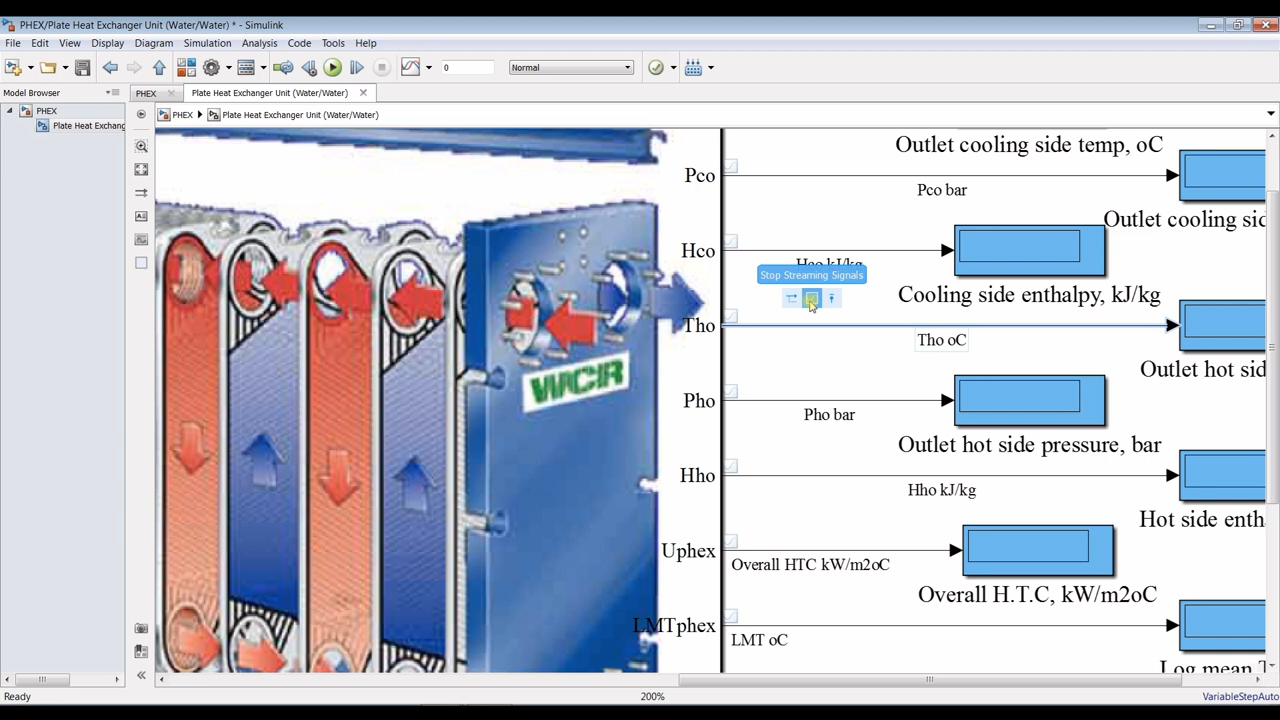 PHEX/Plate Heat Exchanger Unit (Water/Water) * - Simulink
File Edit View Display Diagram Simulation Analysis Code Tools Help
0 Normal
Model Browser
PHEX
Plate Heat Exchanger Unit (Water/Water)
PHEX
Plate Heat Exchang
PHEX
Plate Heat Exchanger Unit (Water/Water)
Outlet cooling side temp, oC
Pco
Pco bar
Outlet cooling sid
Hco
Hco kJ/kg
Stop Streaming Signals
Cooling side enthalpy, kJ/kg
Tho
Tho oC
Outlet hot sid
Pho
Pho bar
Outlet hot side pressure, bar
Hho
Hho kJ/kg
Hot side enth
Uphex
Overall HTC kW/m2oC
Overall H.T.C, kW/m2oC
LMTphex
LMT oC
Log mean T
Ready
200%
VariableStepAuto